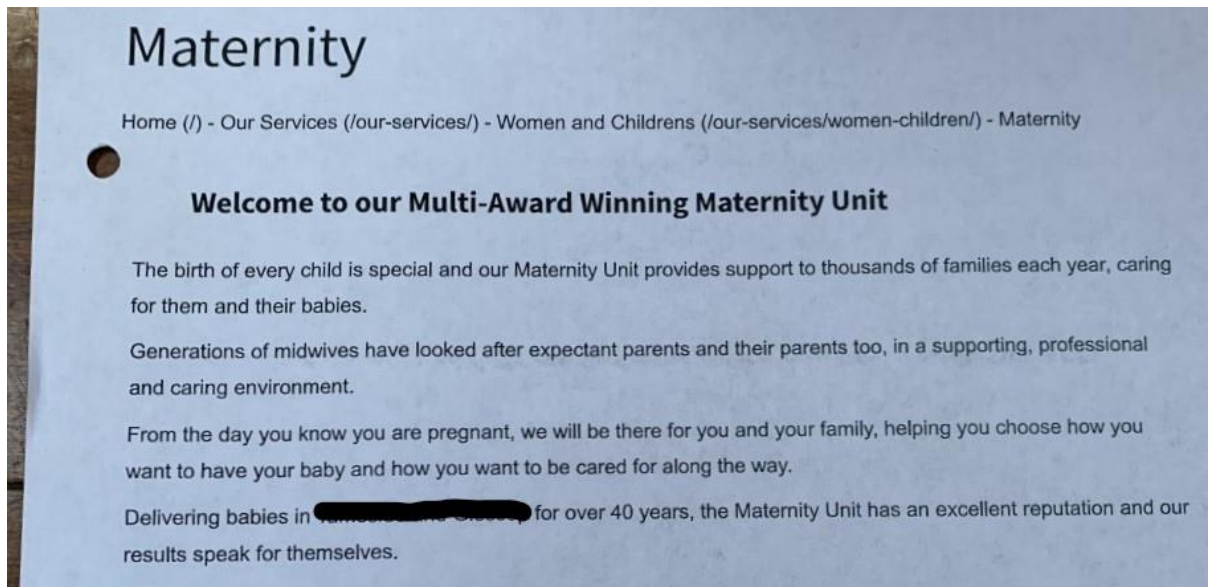 Maternity
Home (/) - Our Services (/our-services/) - Women and Childrens (/our-services/women-children/) - Maternity
Welcome to our Multi-Award Winning Maternity Unit
The birth of every child is special and our Maternity Unit provides support to thousands of families each year, caring
for them and their babies.
Generations of midwives have looked after expectant parents and their parents too, in a supporting, professional
and caring environment.
From the day you know you are pregnant, we will be there for you and your family, helping you choose how you
want to have your baby and how you want to be cared for along the way.
Delivering babies in for over 40 years, the Maternity Unit has an excellent reputation and our
results speak for themselves.